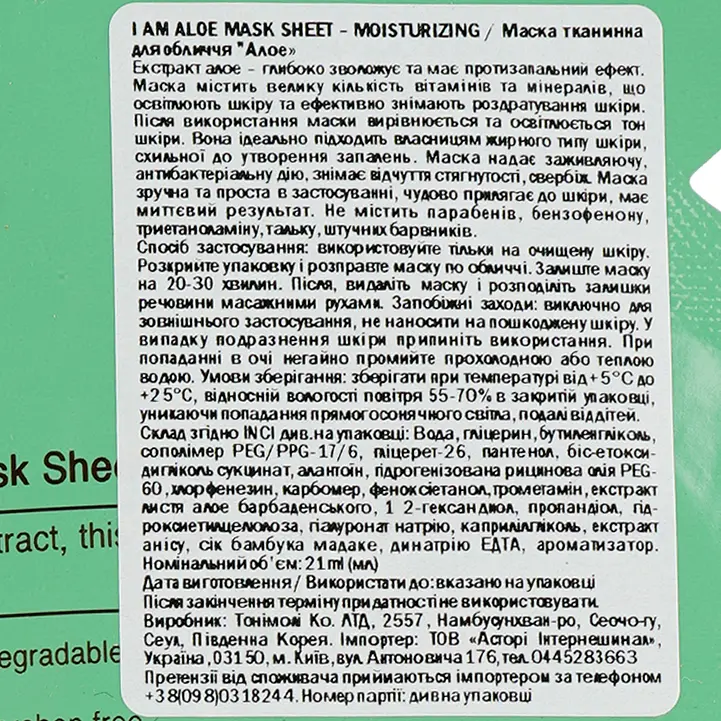 I AM ALOE MASK SHEET – MOISTURIZING / Маска тканинна
для обличчя "Алое»
Екстракт алое – глибоко зволожує та має протизапальний ефект.
Маска містить велику кількість вітамінів та мінералів, що
освітлюють шкіру та ефективно знімають роздратування шкіри.
Після використання маски вирівнюється та освітлюється тон
шкіри. Вона ідеально підходить власницям жирного типу шкіри,
схильної до утворення запалень. Маска надає заживляючу,
антибактеріальну дію, знімає відчуття стягнутості, свербіж. Маска
зручна та проста в застосуванні, чудово прилягає до шкіри, має
миттєвий результат. Не містить парабенів, бензофенону,
триетаноламіну, тальку, штучних барвників.
Спосіб застосування: використовуйте тільки на очищену шкіру.
Розкрийте упаковку і розправте маску по обличчі. Залиште маску
на 20-30 хвилин. Після, видаліть маску і розподіліть залишки
речовини масажними рухами. Запобіжні заходи: виключно для
зовнішнього застосування, не наносити на пошкоджену шкіру. У
випадку подразнення шкіри припиніть використання. При
попаданні в очі негайно промийте прохолодною або теплою
водою. Умови зберігання: зберігати при температурі від +5°C до
+25°C, відносній вологості повітря 55-70% в закритій упаковці,
уникаючи попадання прямого сонячного світла, подалі від дітей.
Склад згідно INCI див. на упаковці: Вода, гліцерин, бутиленгліколь,
сополімер PEG/PPG-17/6, гліцерет-26, пантенол, біс-етокси-
дигліколь сукцинат, алантоїн, гідрогенізована рицинова олія PEG-
60, хлорфенезин, карбомер, феноксіетанол, трометамін, екстракт
листя алое барбаденського, 1 2-гександиол, пропандіол, гід-
роксиетилцелюлоза, гіалуронат натрію, каприлілгліколь, екстракт
анісу, сік бамбука мадаке, динатрію ЕДТА, ароматизатор.
Номінальний об'єм: 21ml (мл)
Дата виготовлення / Використати до: вказано на упаковці
Після закінчення терміну придатності не використовувати.
Виробник: Тонімолі Ко. ЛТД, 2557, Намбусунхван-ро, Сеочо-гу,
Сеул, Південна Корея. Імпортер: ТОВ «Асторі Інтернешинал»,
Україна, 03150, м. Київ, вул. Антоновича 176, тел. 0445283663
Претензії від споживача приймаються імпортером за телефоном
+38(098)0318244. Номер партії: див на упаковці
sk She
tract, this
egradable
free